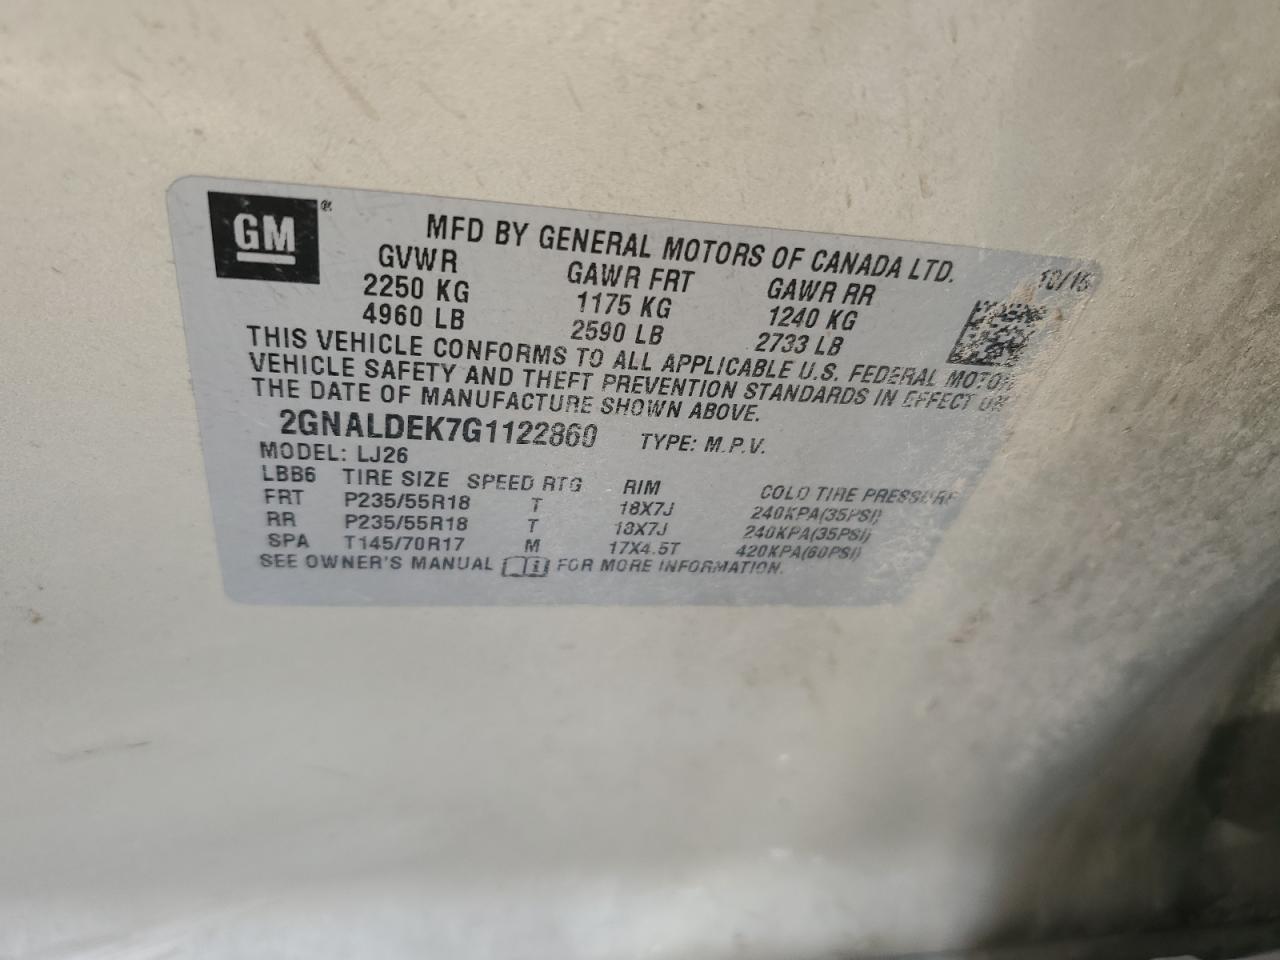 GM®
MFD BY GENERAL MOTORS OF CANADA LTD. 10/15
GVWR GAWR FRT GAWR RR
2250 KG 1175 KG 1240 KG
4960 LB 2590 LB 2733 LB
THIS VEHICLE CONFORMS TO ALL APPLICABLE U.S. FEDERAL MOTOR
VEHICLE SAFETY AND THEFT PREVENTION STANDARDS IN EFFECT ON
THE DATE OF MANUFACTURE SHOWN ABOVE.
2GNALDEK7G1122860 TYPE: M.P.V.
MODEL: LJ26
LBB6 TIRE SIZE SPEED RTG RIM COLD TIRE PRESSURE
FRT P235/55R18 T 18X7J 240KPA(35PSI)
RR P235/55R18 T 18X7J 240KPA(35PSI)
SPA T145/70R17 M 17X4.5T 420KPA(60PSI)
SEE OWNER'S MANUAL FOR MORE INFORMATION.